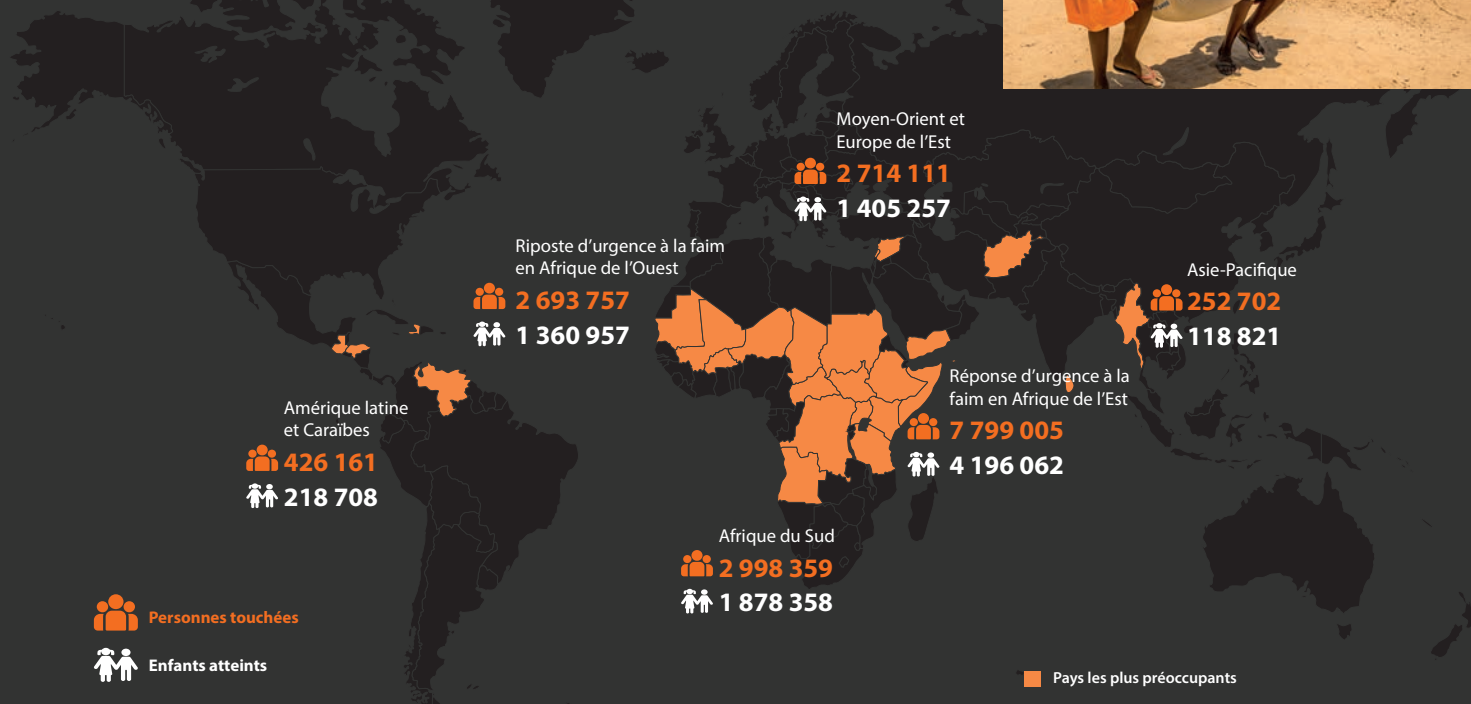 Moyen-Orient et
Europe de l’Est
2 714 111
1 405 257
Riposte d’urgence à la faim
en Afrique de l’Ouest
2 693 757
1 360 957
Asie-Pacifique
252 702
118 821
Réponse d’urgence à la
faim en Afrique de l’Est
7 799 005
4 196 062
Amérique latine
et Caraïbes
426 161
218 708
Afrique du Sud
2 998 359
1 878 358
Personnes touchées
Enfants atteints
Pays les plus préoccupants